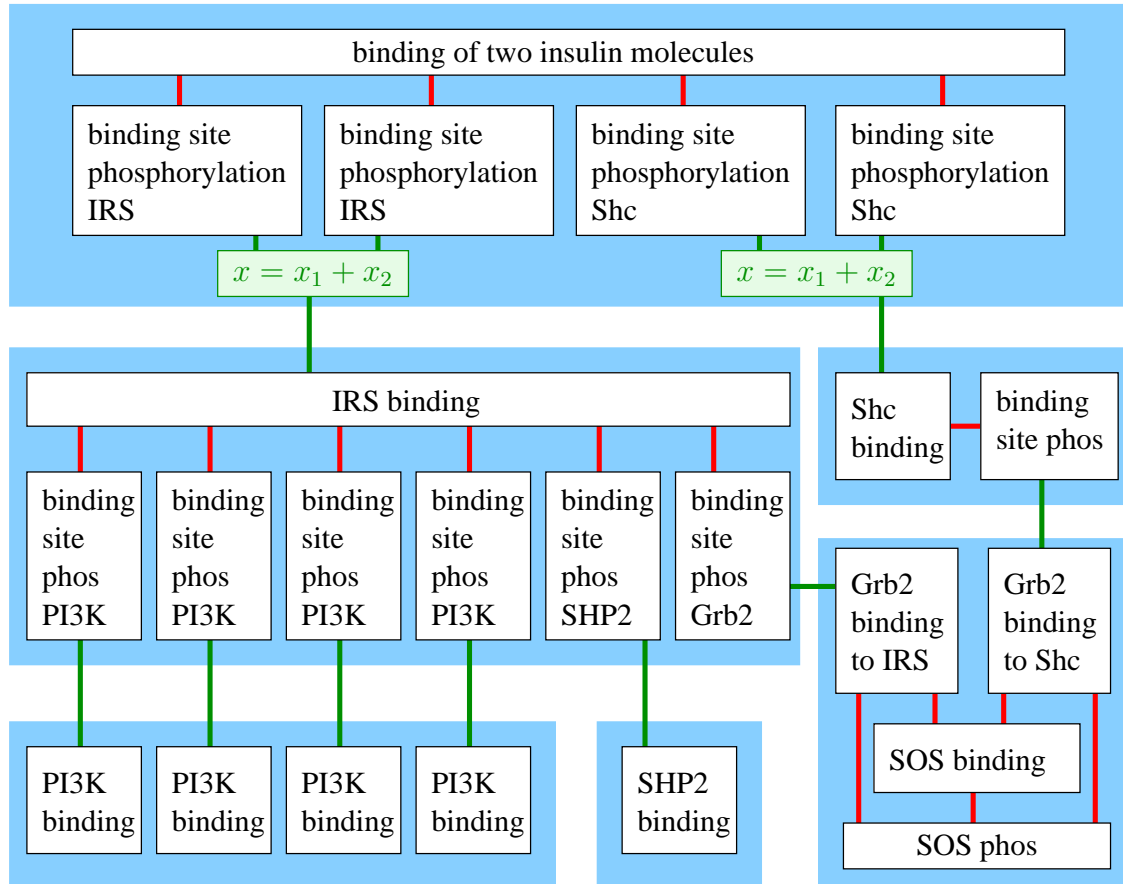 binding of two insulin molecules
binding site
phosphorylation
IRS
binding site
phosphorylation
IRS
binding site
phosphorylation
Shc
binding site
phosphorylation
Shc
x = x₁ + x₂
x = x₁ + x₂
IRS binding
Shc
binding
binding
site phos
binding
site
phos
PI3K
binding
site
phos
PI3K
binding
site
phos
PI3K
binding
site
phos
PI3K
binding
site
phos
SHP2
binding
site
phos
Grb2
Grb2
binding
to IRS
Grb2
binding
to Shc
SOS binding
SOS phos
PI3K
binding
PI3K
binding
PI3K
binding
PI3K
binding
SHP2
binding